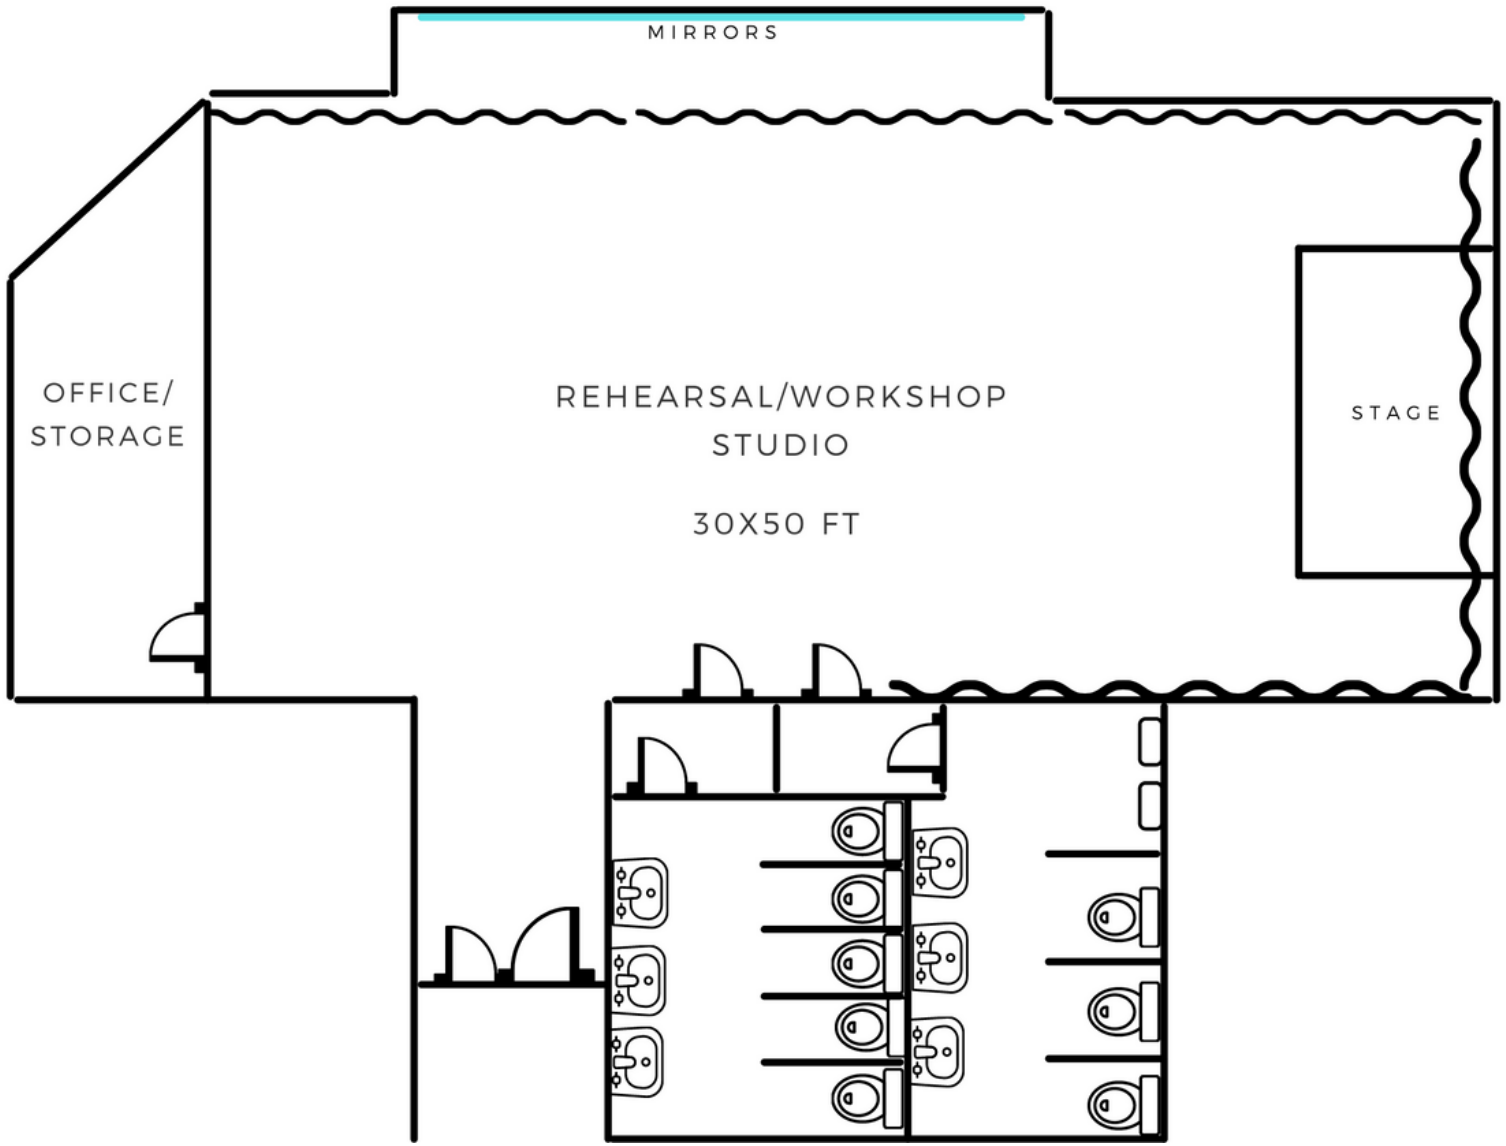 MIRRORS
OFFICE/
STORAGE
REHEARSAL/WORKSHOP
STUDIO
30X50 FT
STAGE